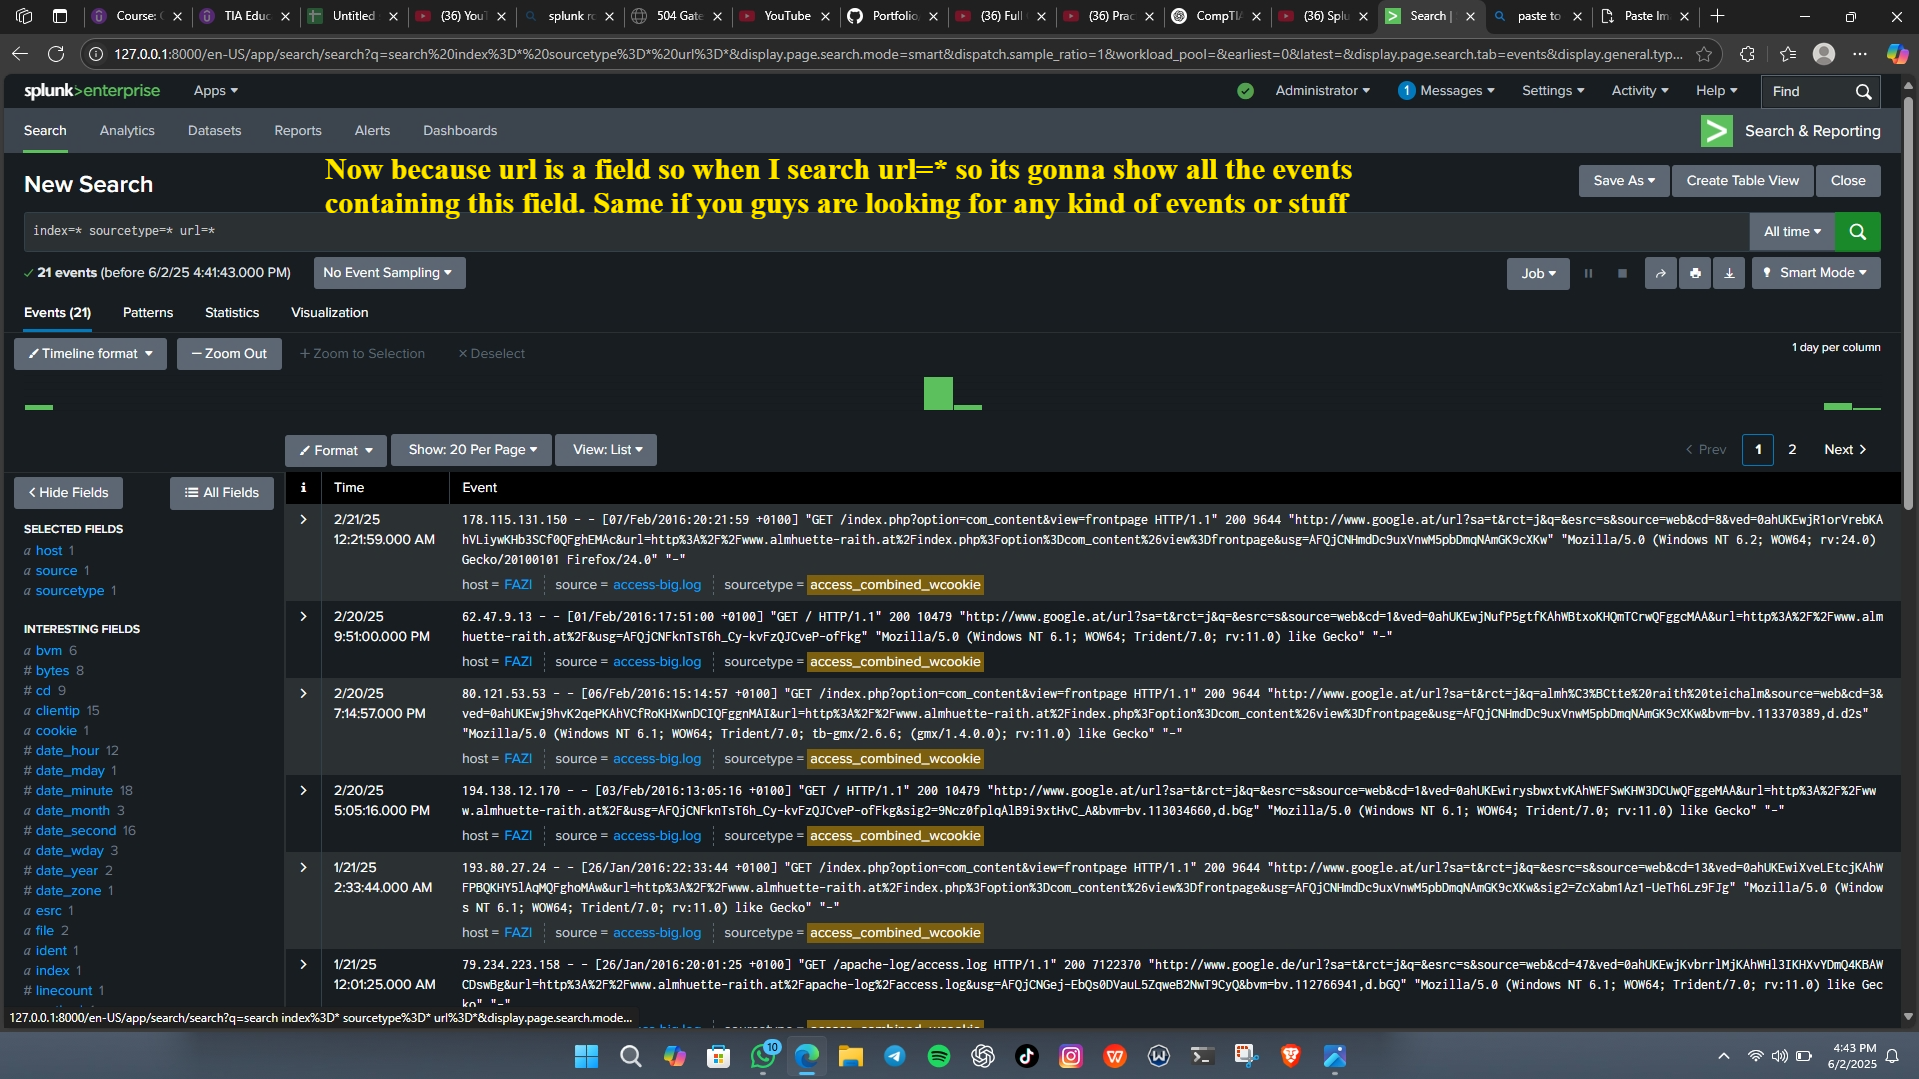 Course: C
TIA Educ
Untitled
(36) YouT
splunk ro
504 Gate
YouTube
Portfolio
(36) Full
(36) Prac
CompTIA
(36) Splu
Search |
paste to
Paste Im
127.0.0.1:8000/en-US/app/search/search?q=search%20index%3D*%20sourcetype%3D*%20url%3D*&display.page.search.mode=smart&dispatch.sample_ratio=1&workload_pool=&earliest=0&latest=&display.page.search.tab=events&display.general.typ...
splunk>enterprise Apps
Administrator 1 Messages Settings Activity Help Find
Search Analytics Datasets Reports Alerts Dashboards
Search & Reporting
Now because url is a field so when I search url=* so its gonna show all the events
containing this field. Same if you guys are looking for any kind of events or stuff
New Search
Save As Create Table View Close
index=* sourcetype=* url=*
All time
21 events (before 6/2/25 4:41:43.000 PM) No Event Sampling
Job Smart Mode
Events (21) Patterns Statistics Visualization
Timeline format — Zoom Out + Zoom to Selection × Deselect
1 day per column
Format Show: 20 Per Page View: List
< Prev 1 2 Next >
< Hide Fields All Fields
SELECTED FIELDS
a host 1
a source 1
a sourcetype 1
INTERESTING FIELDS
a bvm 6
# bytes 8
# cd 9
a clientip 15
a cookie 1
# date_hour 12
# date_mday 1
# date_minute 18
a date_month 3
# date_second 16
a date_wday 3
# date_year 2
# date_zone 1
a esrc 1
a file 2
a ident 1
a index 1
# linecount 1
i Time Event
2/21/25
12:21:59.000 AM
178.115.131.150 - - [07/Feb/2016:20:21:59 +0100] "GET /index.php?option=com_content&view=frontpage HTTP/1.1" 200 9644 "http://www.google.at/url?sa=t&rct=j&q=&esrc=s&source=web&cd=8&ved=0ahUKEwjR1orVrebKA
hVLiywKHb3SCf0QFghEMAc&url=http%3A%2F%2Fwww.almhuette-raith.at%2Findex.php%3Foption%3Dcom_content%26view%3Dfrontpage&usg=AFQjCNHmdDc9uxVnwM5pbDmqNAmGK9cXKw" "Mozilla/5.0 (Windows NT 6.2; WOW64; rv:24.0)
Gecko/20100101 Firefox/24.0" "-"
host = FAZI source = access-big.log sourcetype = access_combined_wcookie
2/20/25
9:51:00.000 PM
62.47.9.13 - - [01/Feb/2016:17:51:00 +0100] "GET / HTTP/1.1" 200 10479 "http://www.google.at/url?sa=t&rct=j&q=&esrc=s&source=web&cd=1&ved=0ahUKEwjNufP5gtfKAhWBtxoKHQmTCrwQFggcMAA&url=http%3A%2F%2Fwww.alm
huette-raith.at%2F&usg=AFQjCNFknTsT6h_Cy-kvFzQJCveP-ofFkg" "Mozilla/5.0 (Windows NT 6.1; WOW64; Trident/7.0; rv:11.0) like Gecko" "-"
host = FAZI source = access-big.log sourcetype = access_combined_wcookie
2/20/25
7:14:57.000 PM
80.121.53.53 - - [06/Feb/2016:15:14:57 +0100] "GET /index.php?option=com_content&view=frontpage HTTP/1.1" 200 9644 "http://www.google.at/url?sa=t&rct=j&q=almh%C3%BCtte%20raith%20teichalm&source=web&cd=3&
ved=0ahUKEwj9hvK2qePKAhVCfRoKHXwnDCIQFggnMAI&url=http%3A%2F%2Fwww.almhuette-raith.at%2Findex.php%3Foption%3Dcom_content%26view%3Dfrontpage&usg=AFQjCNHmdDc9uxVnwM5pbDmqNAmGK9cXKw&bvm=bv.113370389,d.d2s"
"Mozilla/5.0 (Windows NT 6.1; WOW64; Trident/7.0; tb-gmx/2.6.6; (gmx/1.4.0.0); rv:11.0) like Gecko" "-"
host = FAZI source = access-big.log sourcetype = access_combined_wcookie
2/20/25
5:05:16.000 PM
194.138.12.170 - - [03/Feb/2016:13:05:16 +0100] "GET / HTTP/1.1" 200 10479 "http://www.google.at/url?sa=t&rct=j&q=&esrc=s&source=web&cd=1&ved=0ahUKEwirysbwxtvKAhWEFSwKHW3DCUwQFggeMAA&url=http%3A%2F%2Fww
w.almhuette-raith.at%2F&usg=AFQjCNFknTsT6h_Cy-kvFzQJCveP-ofFkg&sig2=9Ncz0fplqAlB9i9xtHvC_A&bvm=bv.113034660,d.bGg" "Mozilla/5.0 (Windows NT 6.1; WOW64; Trident/7.0; rv:11.0) like Gecko" "-"
host = FAZI source = access-big.log sourcetype = access_combined_wcookie
1/21/25
2:33:44.000 AM
193.80.27.24 - - [26/Jan/2016:22:33:44 +0100] "GET /index.php?option=com_content&view=frontpage HTTP/1.1" 200 9644 "http://www.google.at/url?sa=t&rct=j&q=&esrc=s&source=web&cd=13&ved=0ahUKEwiXveLEtcjKAhW
FPBQKHY5lAqMQFghoMAw&url=http%3A%2F%2Fwww.almhuette-raith.at%2Findex.php%3Foption%3Dcom_content%26view%3Dfrontpage&usg=AFQjCNHmdDc9uxVnwM5pbDmqNAmGK9cXKw&sig2=ZcXabm1Az1-UeTh6Lz9FJg" "Mozilla/5.0 (Window
s NT 6.1; WOW64; Trident/7.0; rv:11.0) like Gecko" "-"
host = FAZI source = access-big.log sourcetype = access_combined_wcookie
1/21/25
12:01:25.000 AM
79.234.223.158 - - [26/Jan/2016:20:01:25 +0100] "GET /apache-log/access.log HTTP/1.1" 200 7122370 "http://www.google.de/url?sa=t&rct=j&q=&esrc=s&source=web&cd=47&ved=0ahUKEwjKvbrrlMjKAhWHl3IKHXvYDmQ4KBAW
CDswBg&url=http%3A%2F%2Fwww.almhuette-raith.at%2Fapache-log%2Faccess.log&usg=AFQjCNGej-EbQs0DVauL5ZqweB2NwT9CyQ&bvm=bv.112766941,d.bGQ" "Mozilla/5.0 (Windows NT 6.1; WOW64; Trident/7.0; rv:11.0) like Gec
ko" "-"
127.0.0.1:8000/en-US/app/search/search?q=search index%3D* sourcetype%3D* url%3D*&display.page.search.mode...
10
4:43 PM
6/2/2025